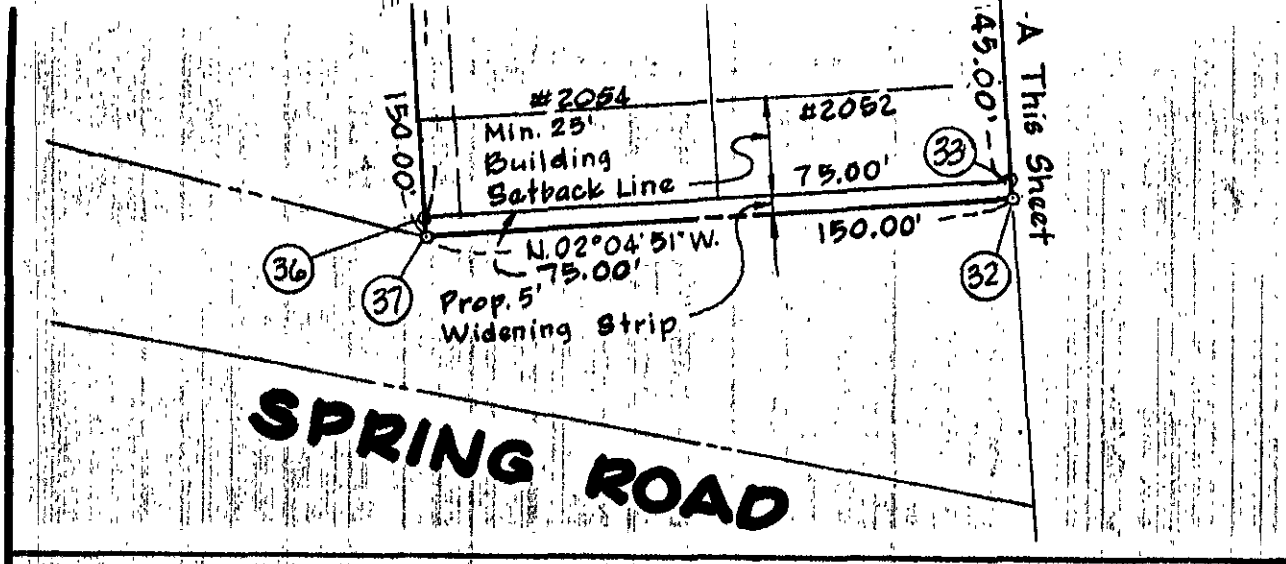 -A This Sheet
45.00'
150.00'
#2054
#2052
Min. 25'
Building
Setback Line
33
75.00'
150.00'
N.02°04'51"W.
75.00'
36
37
32
Prop. 5'
Widening Strip
SPRING ROAD